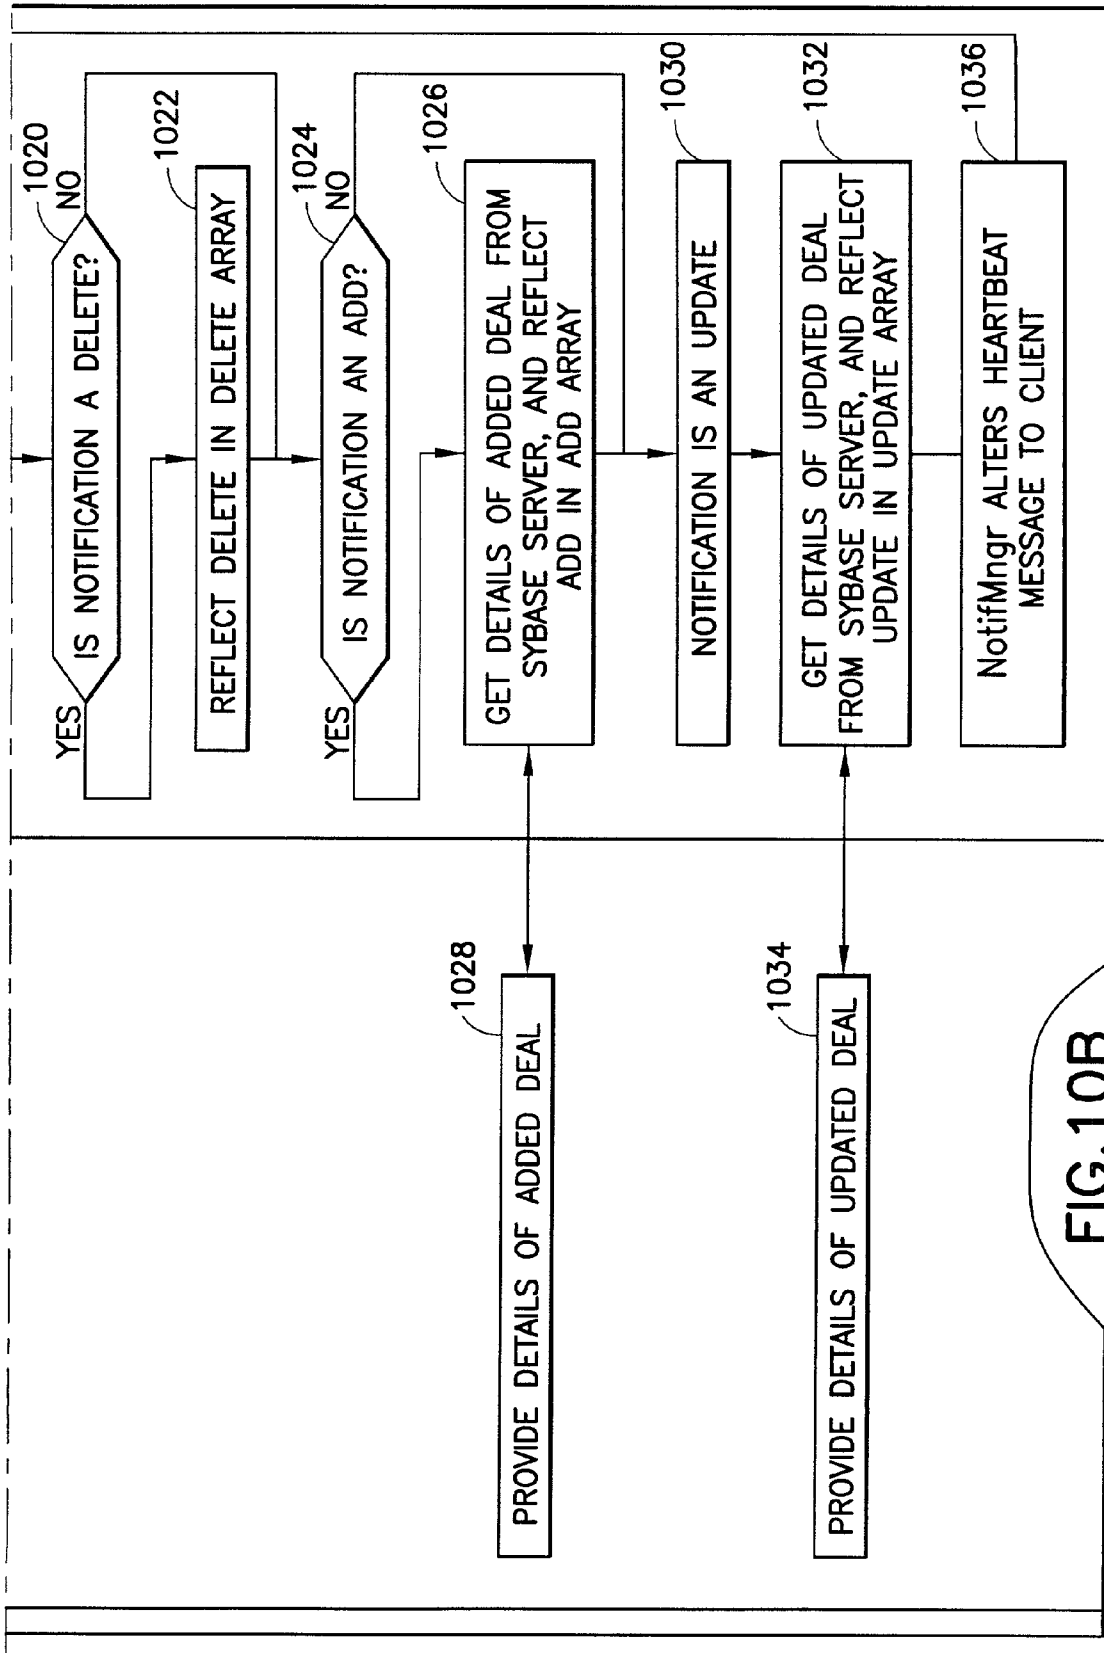 1020
IS NOTIFICATION A DELETE?
YES
NO
1022
REFLECT DELETE IN DELETE ARRAY
1024
IS NOTIFICATION AN ADD?
YES
NO
1026
GET DETAILS OF ADDED DEAL FROM
SYBASE SERVER, AND REFLECT
ADD IN ADD ARRAY
1028
PROVIDE DETAILS OF ADDED DEAL
1030
NOTIFICATION IS AN UPDATE
1032
GET DETAILS OF UPDATED DEAL
FROM SYBASE SERVER, AND REFLECT
UPDATE IN UPDATE ARRAY
1034
PROVIDE DETAILS OF UPDATED DEAL
1036
NotifMngr ALTERS HEARTBEAT
MESSAGE TO CLIENT
FIG.10B